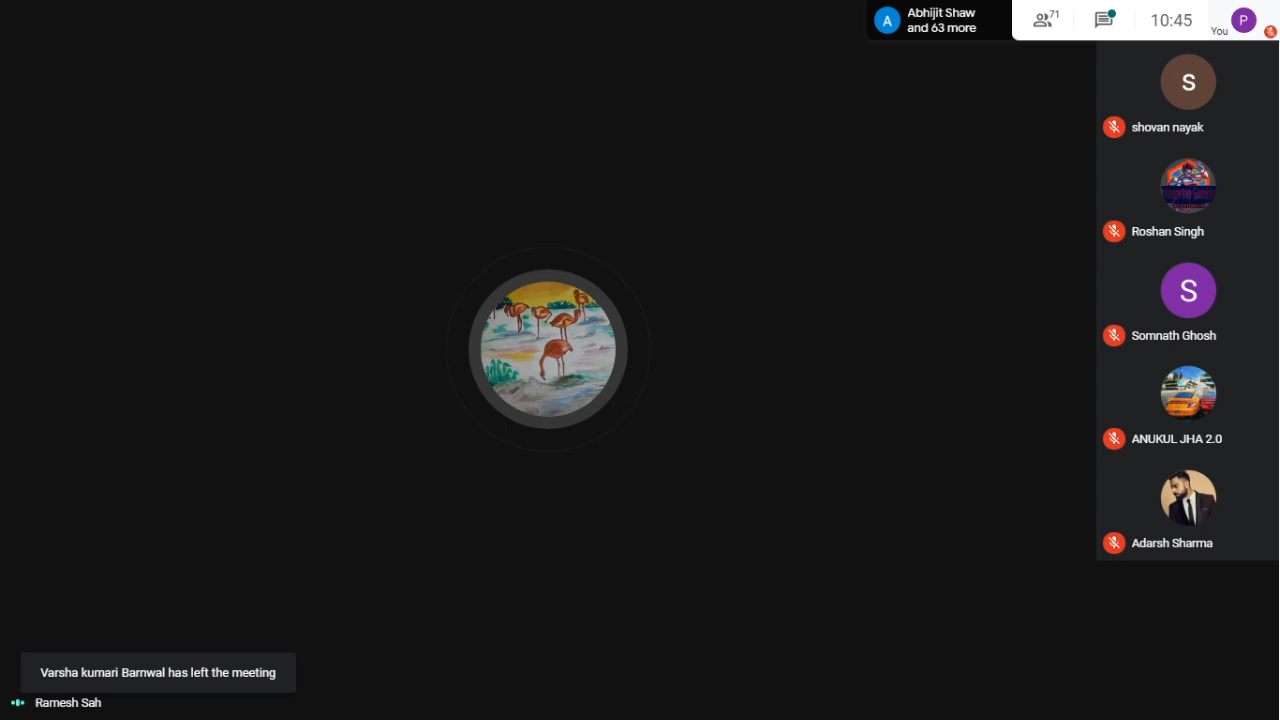 A
Abhijit Shaw
and 63 more
71
10:45
You
P
S
shovan nayak
Roshan Singh
S
Somnath Ghosh
ANUKUL JHA 2.0
Adarsh Sharma
Varsha kumari Barnwal has left the meeting
Ramesh Sah